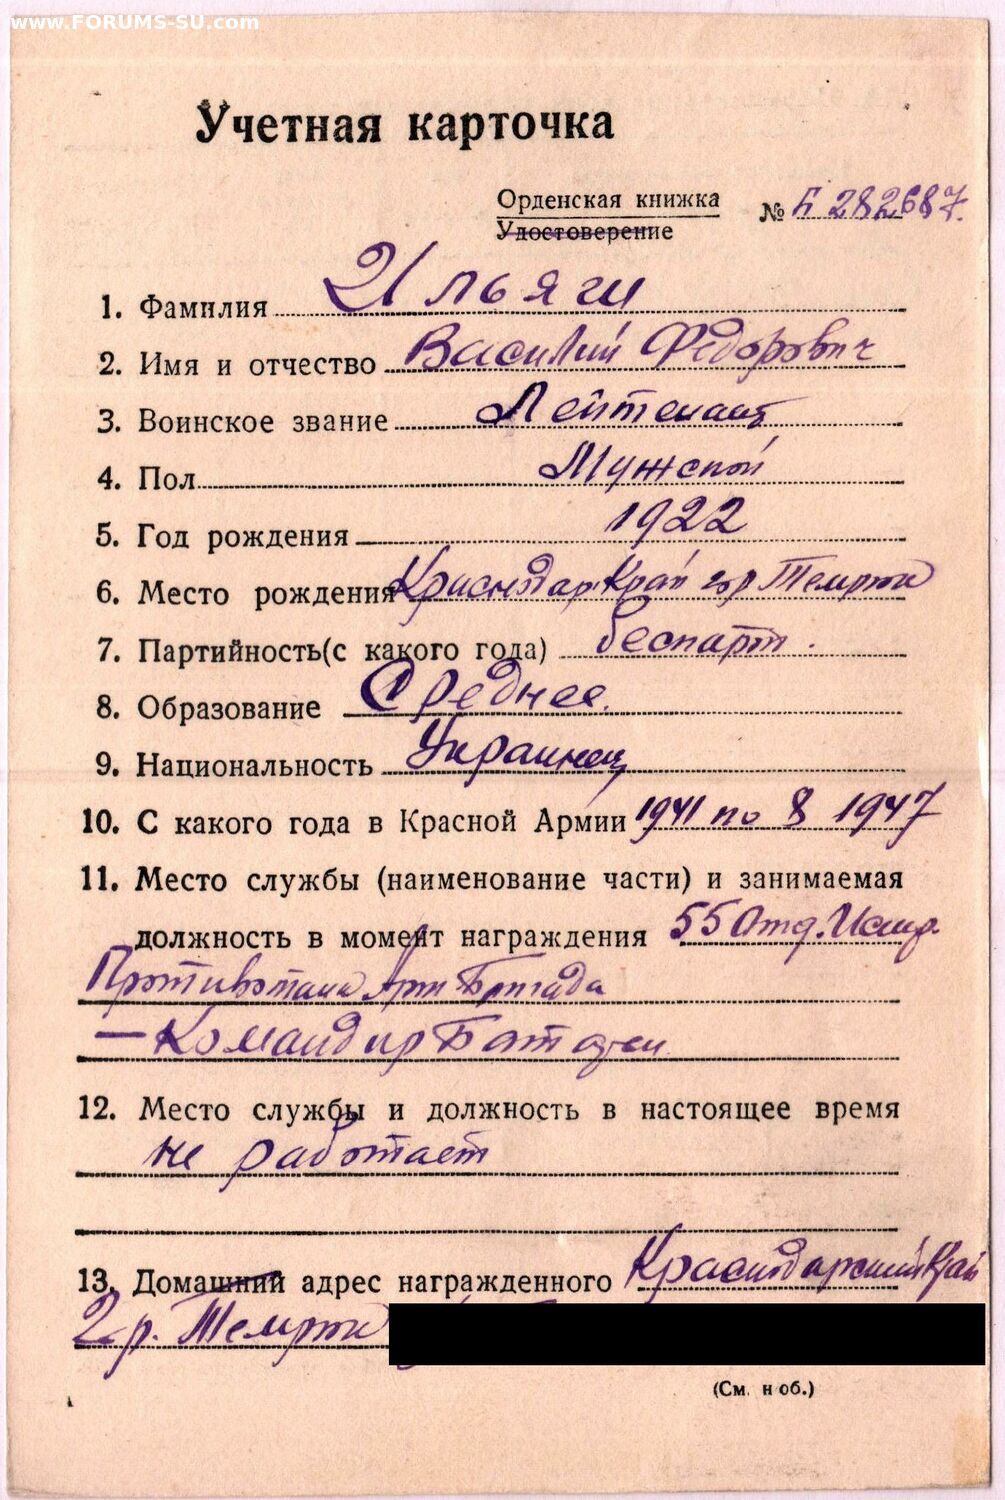 www.FORUMS-SU.com
Учетная карточка
Орденская книжка № Б 282687.
Удостоверение
1. Фамилия Ильяги
2. Имя и отчество Василий Федорович
3. Воинское звание Лейтенант
4. Пол Мужской
5. Год рождения 1922
6. Место рождения Краснодар. Край гор Темрюк
7. Партийность (с какого года) беспарт.
8. Образование Среднее.
9. Национальность Украинец
10. С какого года в Красной Армии 1941 по 8 1947
11. Место службы (наименование части) и занимаемая
должность в момент награждения 55 Отд. Истр.
Противотанк Арт Бригада
— Командир Батареи
12. Место службы и должность в настоящее время
не работает
13. Домашний адрес награжденного Краснодарский Край
гр. Темрюк
(См. н об.)